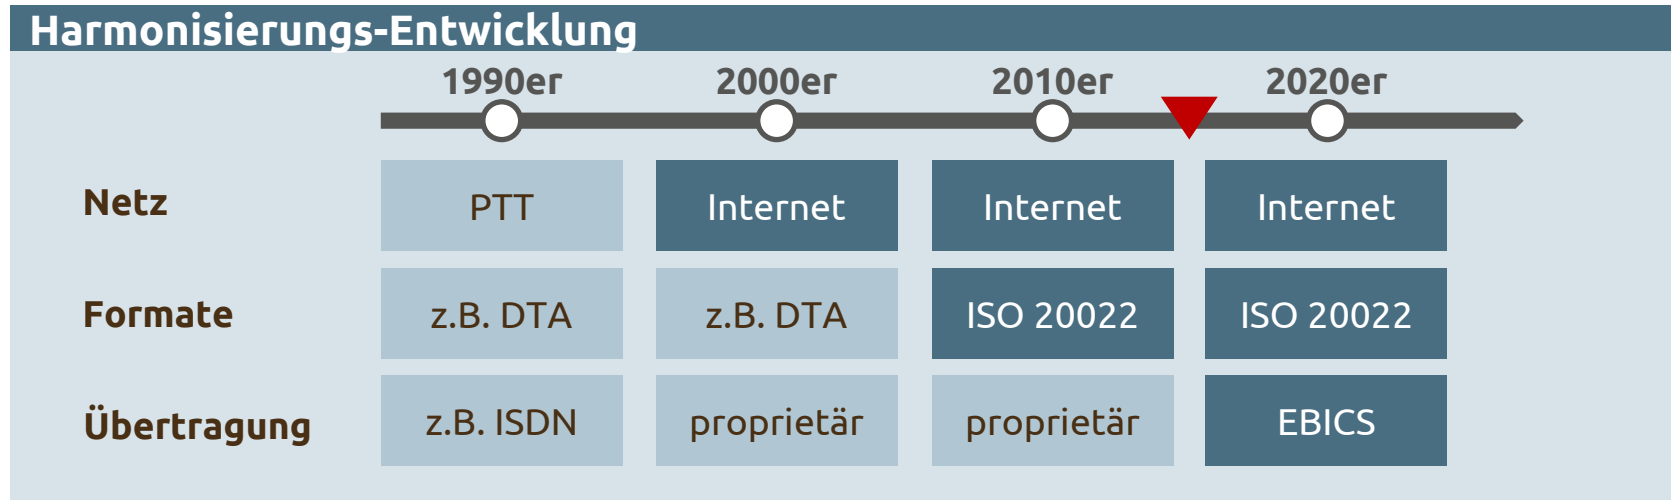 Harmonisierungs-Entwicklung
1990er 2000er 2010er 2020er
Netz PTT Internet Internet Internet
Formate z.B. DTA z.B. DTA ISO 20022 ISO 20022
Übertragung z.B. ISDN proprietär proprietär EBICS